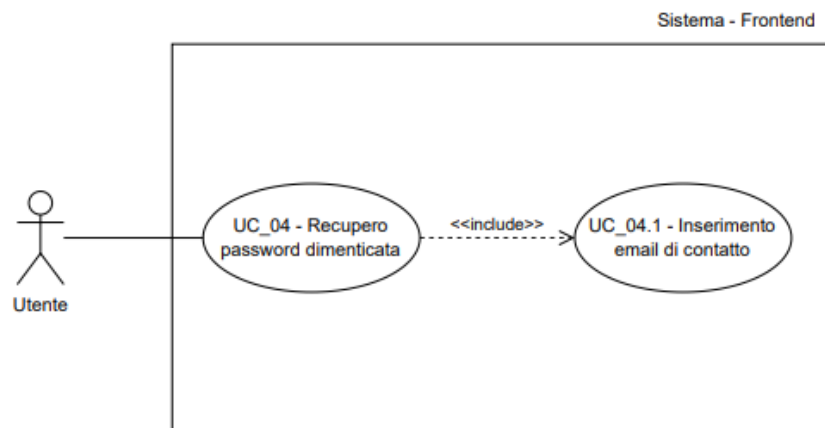 Sistema - Frontend
UC_04 - Recupero
password dimenticata
<<include>>
UC_04.1 - Inserimento
email di contatto
Utente